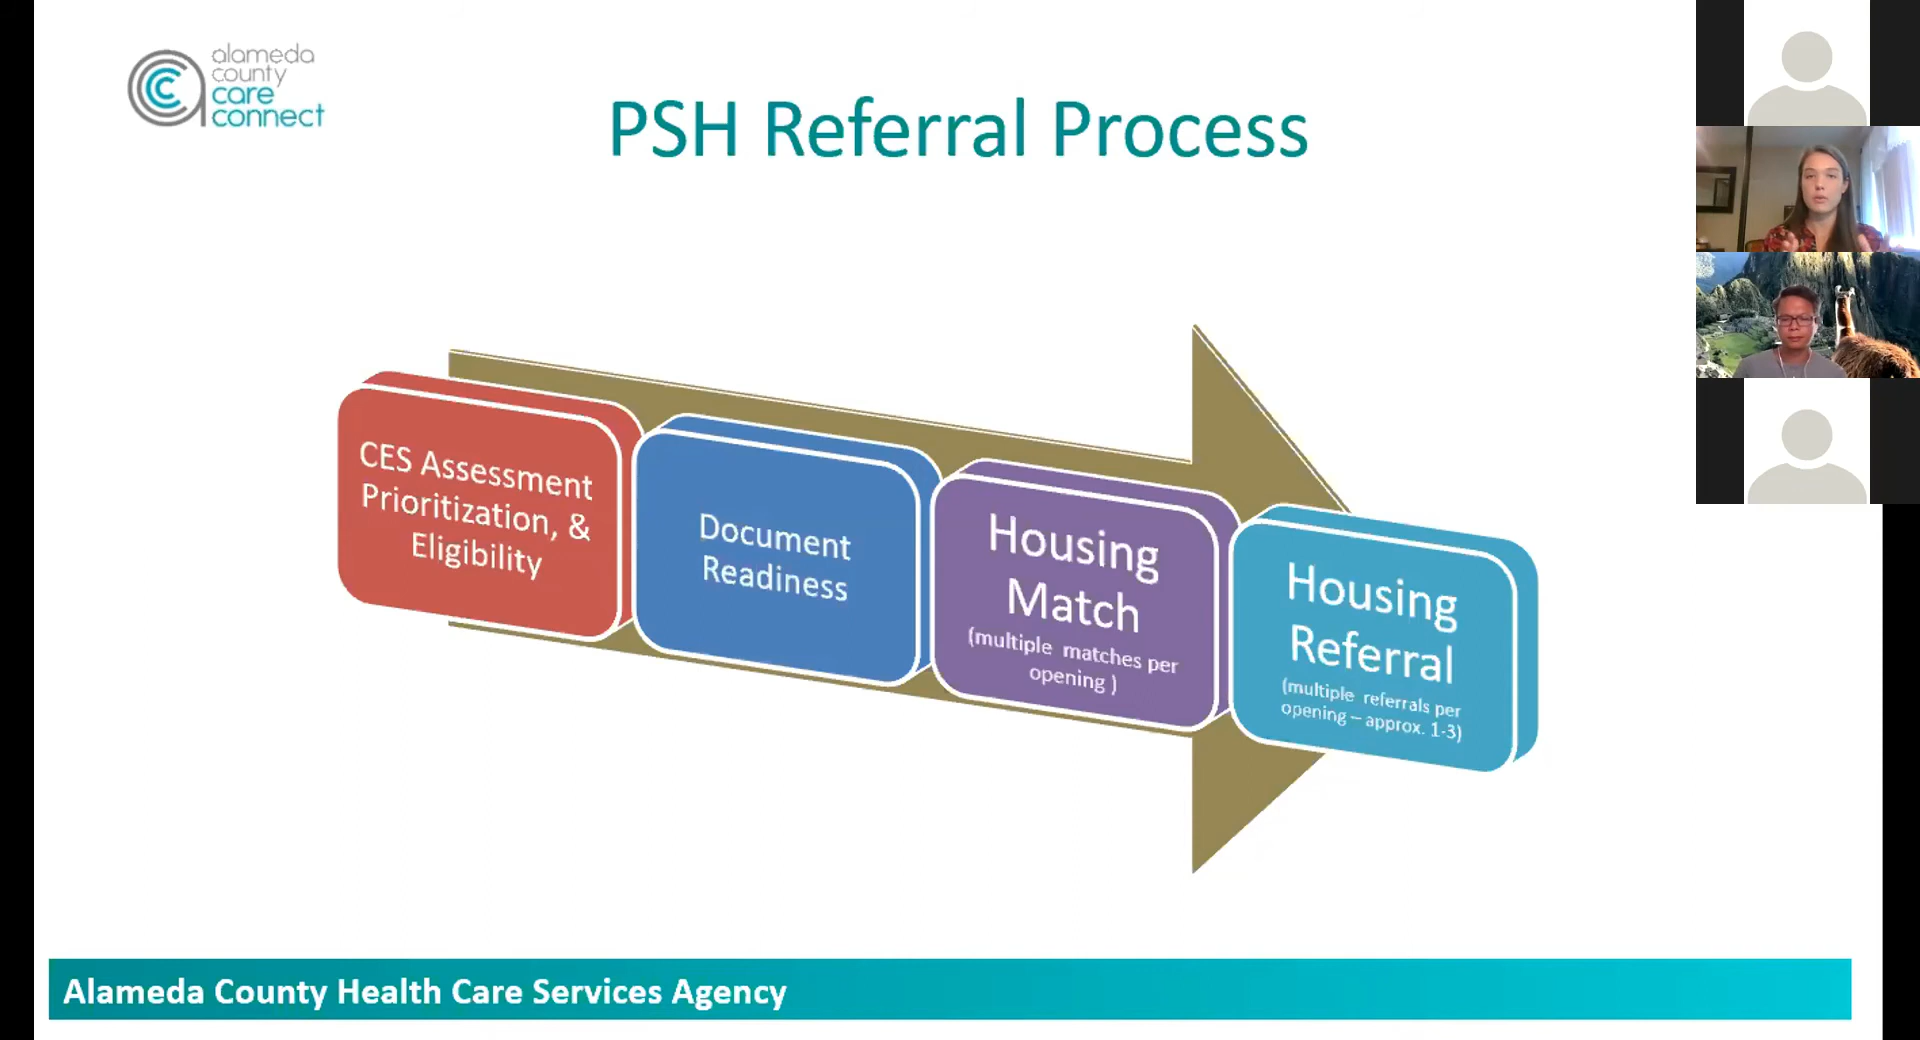 alameda
county
care
connect
PSH Referral Process
CES Assessment
Prioritization, &
Eligibility
Document
Readiness
Housing
Match
(multiple matches per
opening )
Housing
Referral
(multiple referrals per
opening – approx. 1-3)
Alameda County Health Care Services Agency